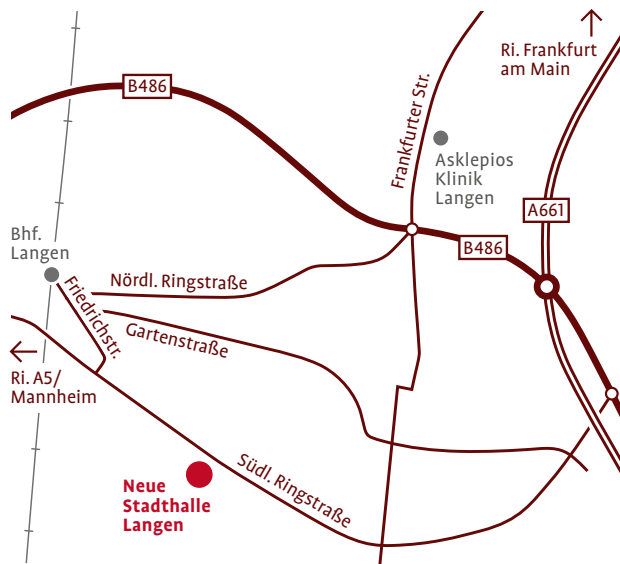 Ri. Frankfurt
am Main
B486
Frankfurter Str.
Asklepios
Klinik
Langen
A661
Bhf.
Langen
B486
Nördl. Ringstraße
Friedrichstr.
Gartenstraße
Ri. A5/
Mannheim
Südl. Ringstraße
Neue
Stadthalle
Langen